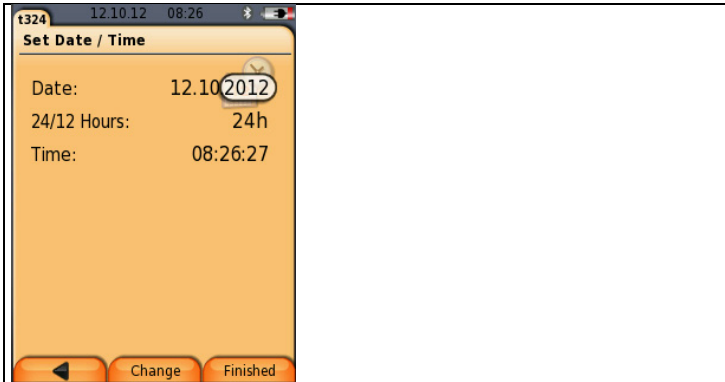 t324 12.10.12 08:26
Set Date / Time
Date: 12.10 2012
24/12 Hours: 24h
Time: 08:26:27
Change Finished